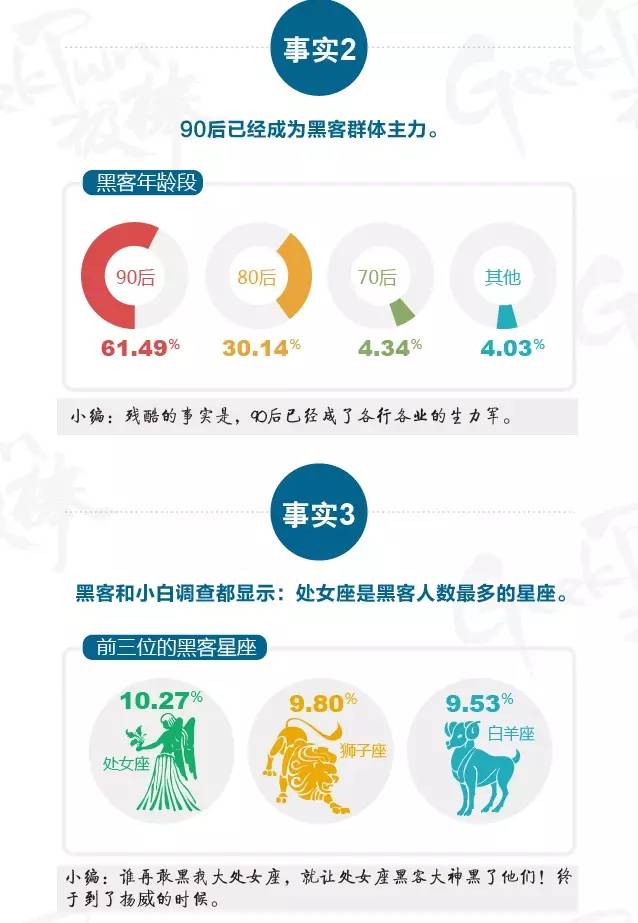 事实2
90后已经成为黑客群体主力。
黑客年龄段
90后
80后
70后
其他
61.49%
30.14%
4.34%
4.03%
小编：残酷的事实是，90后已经成了各行各业的生力军。
事实3
黑客和小白调查都显示：处女座是黑客人数最多的星座。
前三位的黑客星座
10.27%
处女座
9.80%
狮子座
9.53%
白羊座
小编：谁再敢黑我大处女座，就让处女座黑客大神黑了他们！终
于到了扬威的时候。